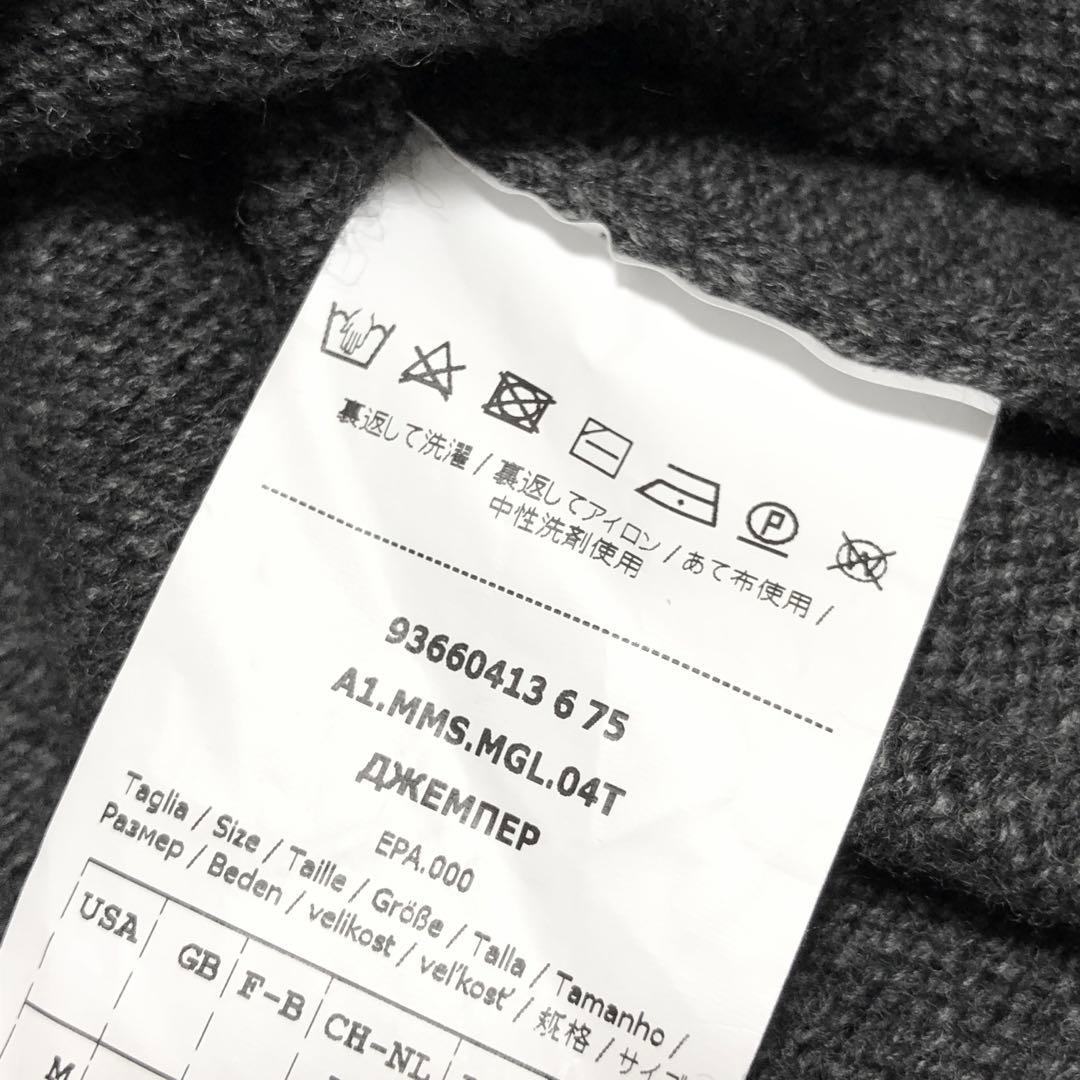 P
W
裏返して洗濯 / 裏返してアイロン / あて布使用 /
中性洗剤使用
93660413 6 75
A1.MMS.MGL.04T
ДЖЕМПЕР
EPA.000
Taglia / Size / Taille / Größe / Talla / Tamanho /
Размер / Beden / velikost / veľkosť / 规格 / サイズ
USA GB F-B CH-NL
M